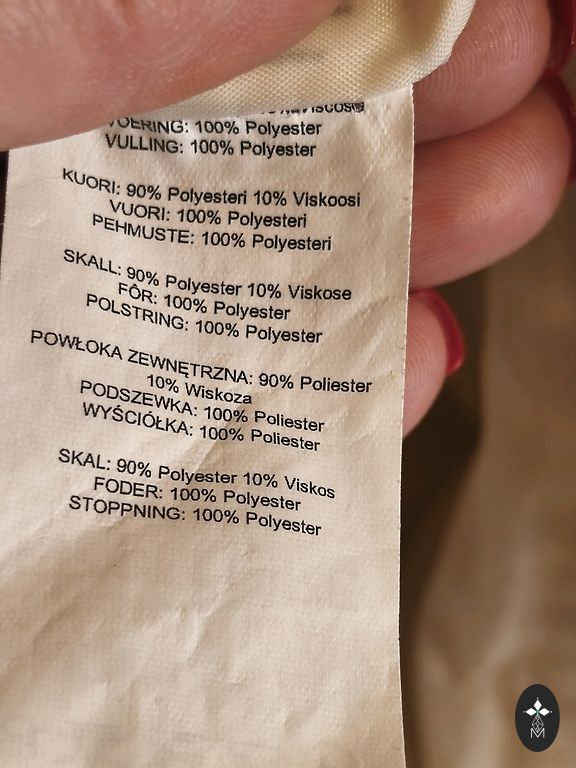 VOERING: 100% Polyester
VULLING: 100% Polyester
KUORI: 90% Polyesteri 10% Viskoosi
VUORI: 100% Polyesteri
PEHMUSTE: 100% Polyesteri
SKALL: 90% Polyester 10% Viskose
FÔR: 100% Polyester
POLSTRING: 100% Polyester
POWŁOKA ZEWNĘTRZNA: 90% Poliester
10% Wiskoza
PODSZEWKA: 100% Poliester
WYŚCIÓŁKA: 100% Poliester
SKAL: 90% Polyester 10% Viskos
FODER: 100% Polyester
STOPPNING: 100% Polyester